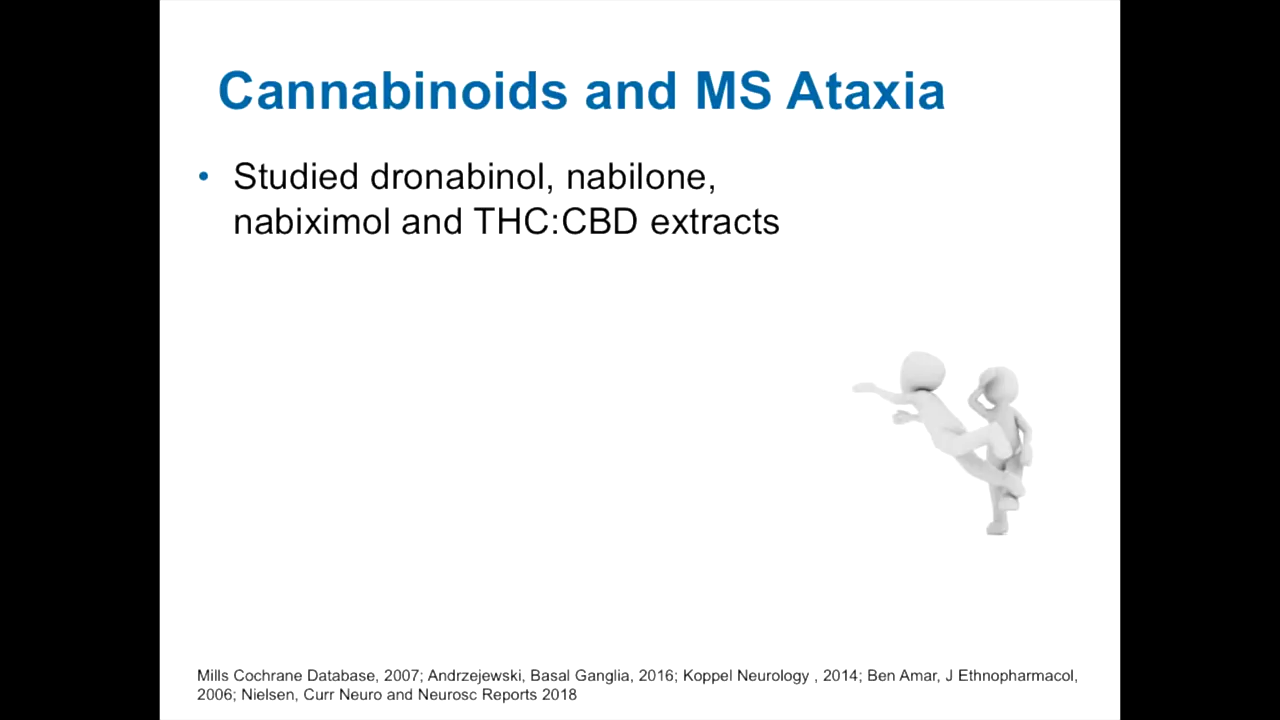 Cannabinoids and MS Ataxia
• Studied dronabinol, nabilone,
nabiximol and THC:CBD extracts
Mills Cochrane Database, 2007; Andrzejewski, Basal Ganglia, 2016; Koppel Neurology , 2014; Ben Amar, J Ethnopharmacol,
2006; Nielsen, Curr Neuro and Neurosc Reports 2018